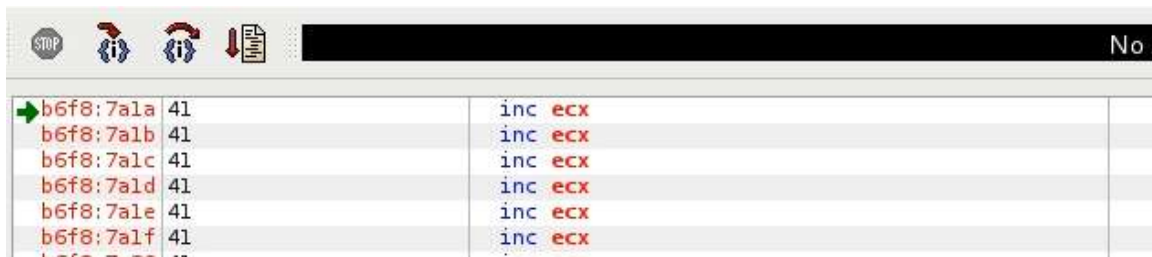 STOP
No
b6f8:7a1a 41 inc ecx
b6f8:7a1b 41 inc ecx
b6f8:7a1c 41 inc ecx
b6f8:7a1d 41 inc ecx
b6f8:7a1e 41 inc ecx
b6f8:7a1f 41 inc ecx